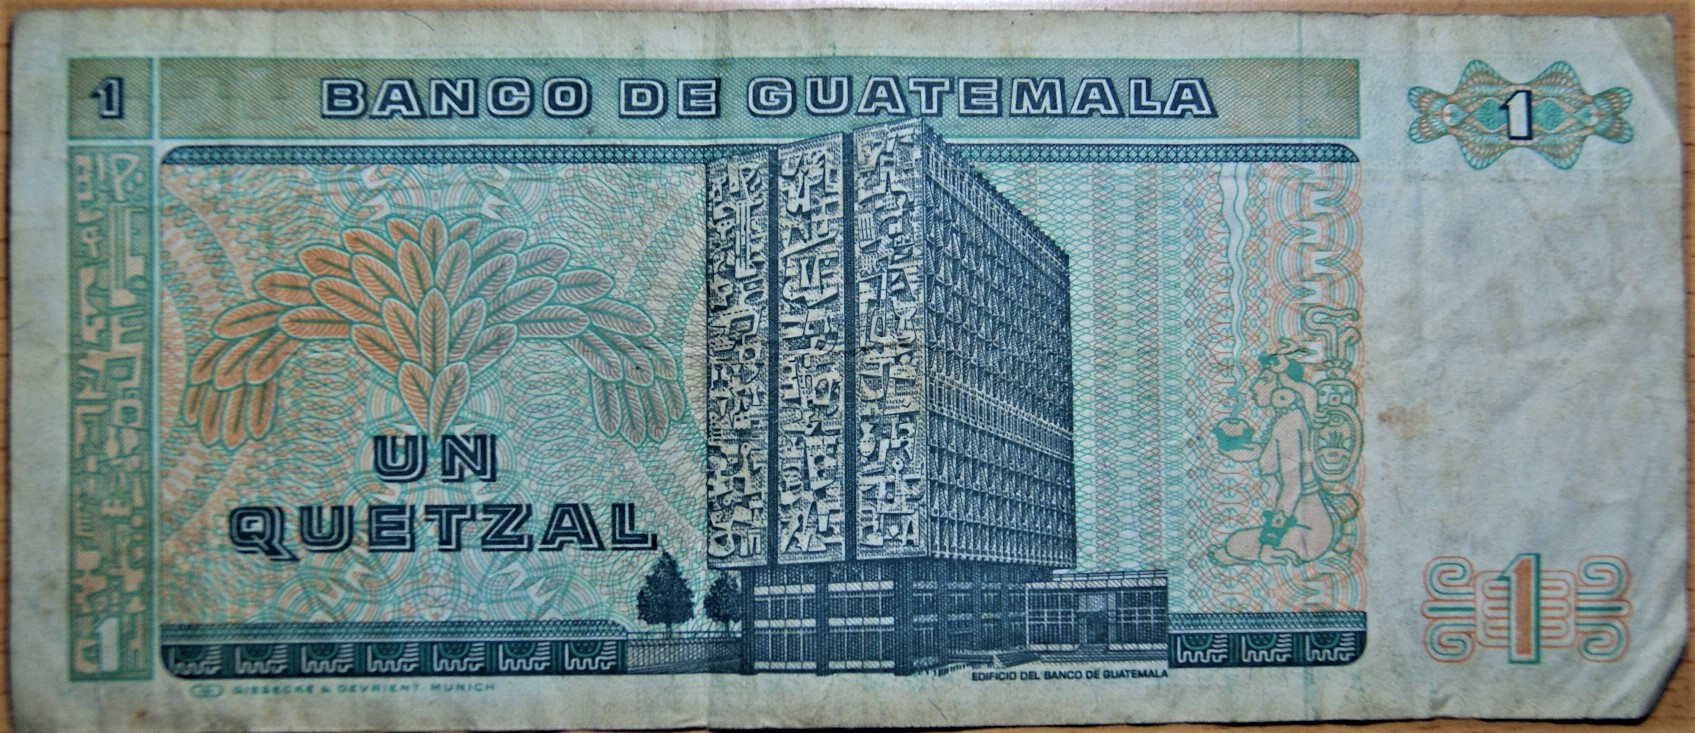 1 BANCO DE GUATEMALA 1
UN
QUETZAL
1 1
EDIFICIO DEL BANCO DE GUATEMALA
GIESECKE & DEVRIENT MUNICH